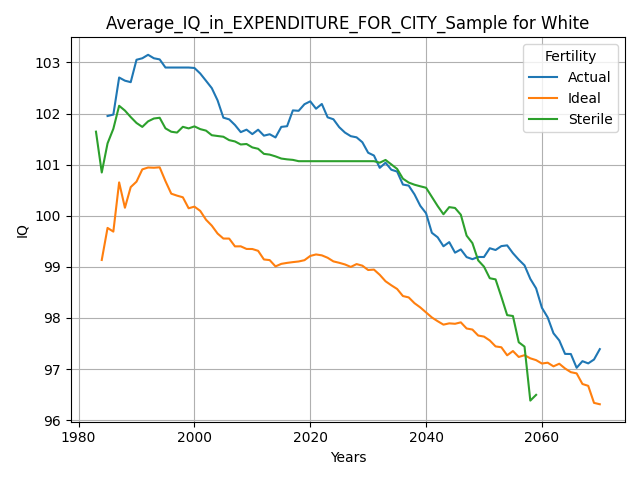 Average_IQ_in_EXPENDITURE_FOR_CITY_Sample for White
Fertility
Actual
Ideal
Sterile
IQ
103
102
101
100
99
98
97
96
1980
2000
2020
2040
2060
Years